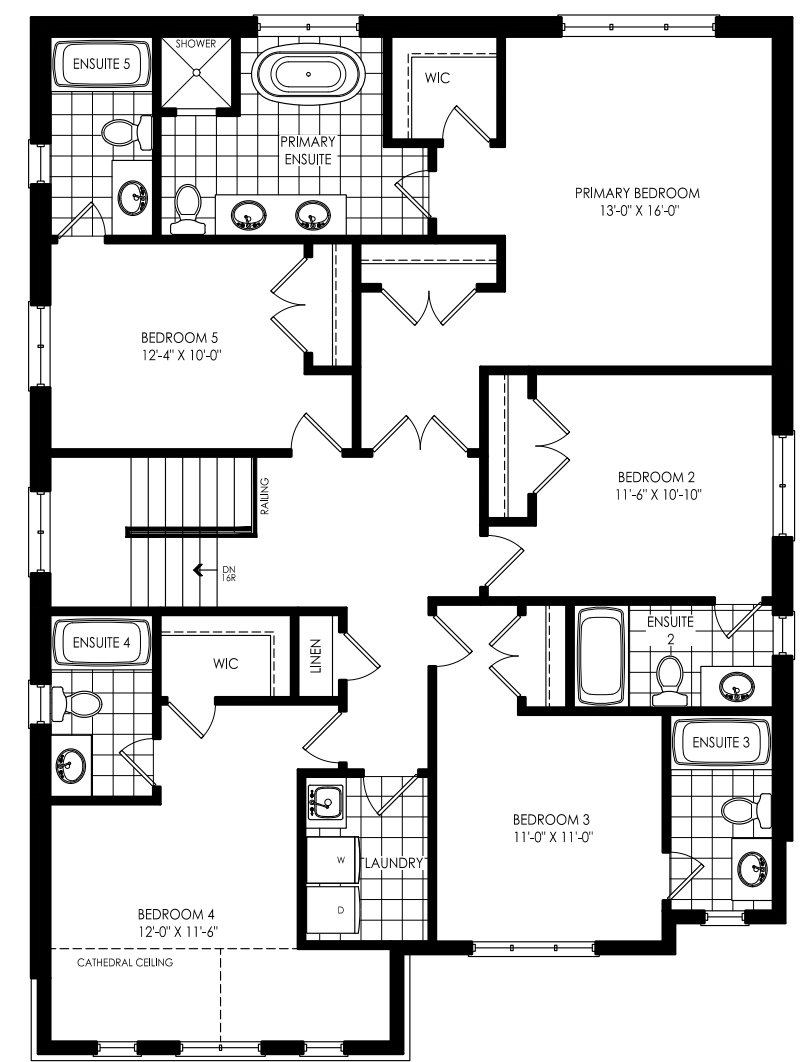 SHOWER
ENSUITE 5
WIC
PRIMARY
ENSUITE
PRIMARY BEDROOM
13'-0" X 16'-0"
BEDROOM 5
12'-4" X 10'-0"
BEDROOM 2
11'-6" X 10'-10"
RAILING
DN
16R
ENSUITE
2
ENSUITE 4
WIC
LINEN
ENSUITE 3
BEDROOM 3
11'-0" X 11'-0"
W
LAUNDRY
D
BEDROOM 4
12'-0" X 11'-6"
CATHEDRAL CEILING